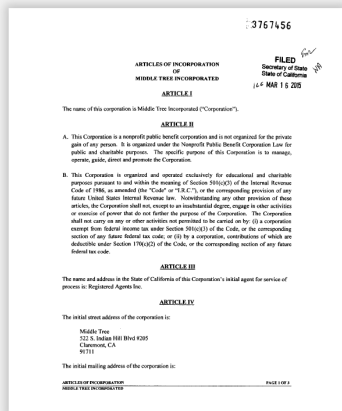 3767456
FILED
Secretary of State
State of California
MAR 16 2015
ARTICLES OF INCORPORATION
OF
MIDDLE TREE INCORPORATED
ARTICLE I
The name of this corporation is Middle Tree Incorporated ("Corporation").
ARTICLE II
A. This Corporation is a nonprofit public benefit corporation and is not organized for the private
gain of any person. It is organized under the Nonprofit Public Benefit Corporation Law for
public and charitable purposes. The specific purpose of this Corporation is to manage,
operate, guide, direct and promote the Corporation.
B. This Corporation is organized and operated exclusively for educational and charitable
purposes pursuant to and within the meaning of Section 501(c)(3) of the Internal Revenue
Code of 1986, as amended (the "Code" or "I.R.C."), or the corresponding provision of any
future United States Internal Revenue law. Notwithstanding any other provision of these
articles, the Corporation shall not, except to an insubstantial degree, engage in other activities
or exercise of power that do not further the purpose of the Corporation. The Corporation
shall not carry on any other activities not permitted to be carried on by: (i) a corporation
exempt from federal income tax under Section 501(c)(3) of the Code, or the corresponding
section of any future federal tax code; or (ii) by a corporation, contributions of which are
deductible under Section 170(c)(2) of the Code, or the corresponding section of any future
federal tax code.
ARTICLE III
The name and address in the State of California of this Corporation's initial agent for service of
process is: Registered Agents Inc.
ARTICLE IV
The initial street address of the corporation is:
Middle Tree
522 S. Indian Hill Blvd #205
Claremont, CA
91711
The initial mailing address of the corporation is:
ARTICLES OF INCORPORATION PAGE 1 OF 3
MIDDLE TREE INCORPORATED